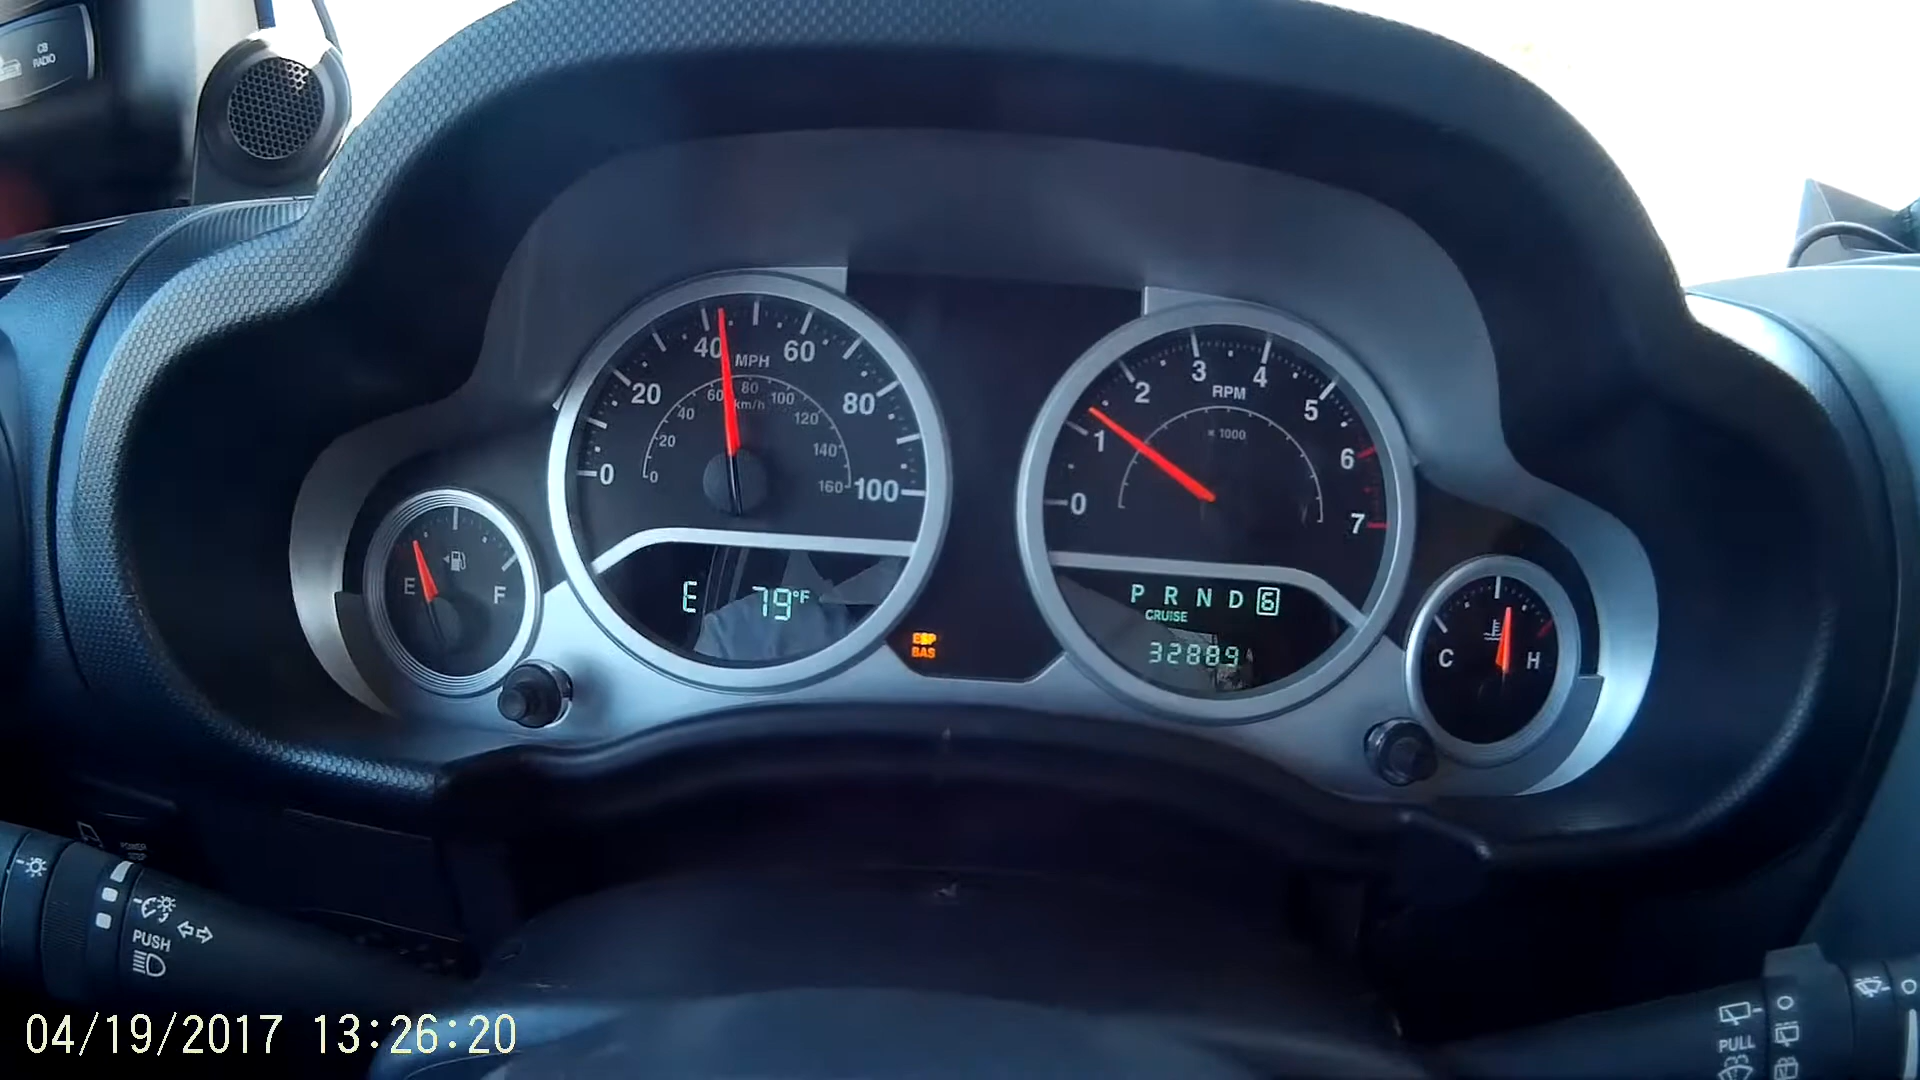 CB
RADIO
0
20
40
60
80
100
MPH
0
20
40
60
80
100
120
140
160
km/h
E
F
E 79°F
ESP
BAS
0
1
2
3
4
5
6
7
RPM
x 1000
P R N D 6
CRUISE
32889
C
H
POWER
PUSH
PULL
04/19/2017 13:26:20